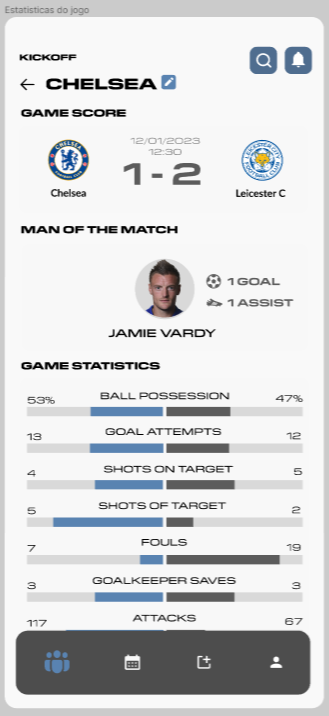 Estatisticas do jogo
KICKOFF
← CHELSEA
GAME SCORE
12/01/2023
12:30
1 - 2
Chelsea
Leicester C
MAN OF THE MATCH
1 GOAL
1 ASSIST
JAMIE VARDY
GAME STATISTICS
53% BALL POSSESSION 47%
13 GOAL ATTEMPTS 12
4 SHOTS ON TARGET 5
5 SHOTS OF TARGET 2
7 FOULS 19
3 GOALKEEPER SAVES 3
117 ATTACKS 67